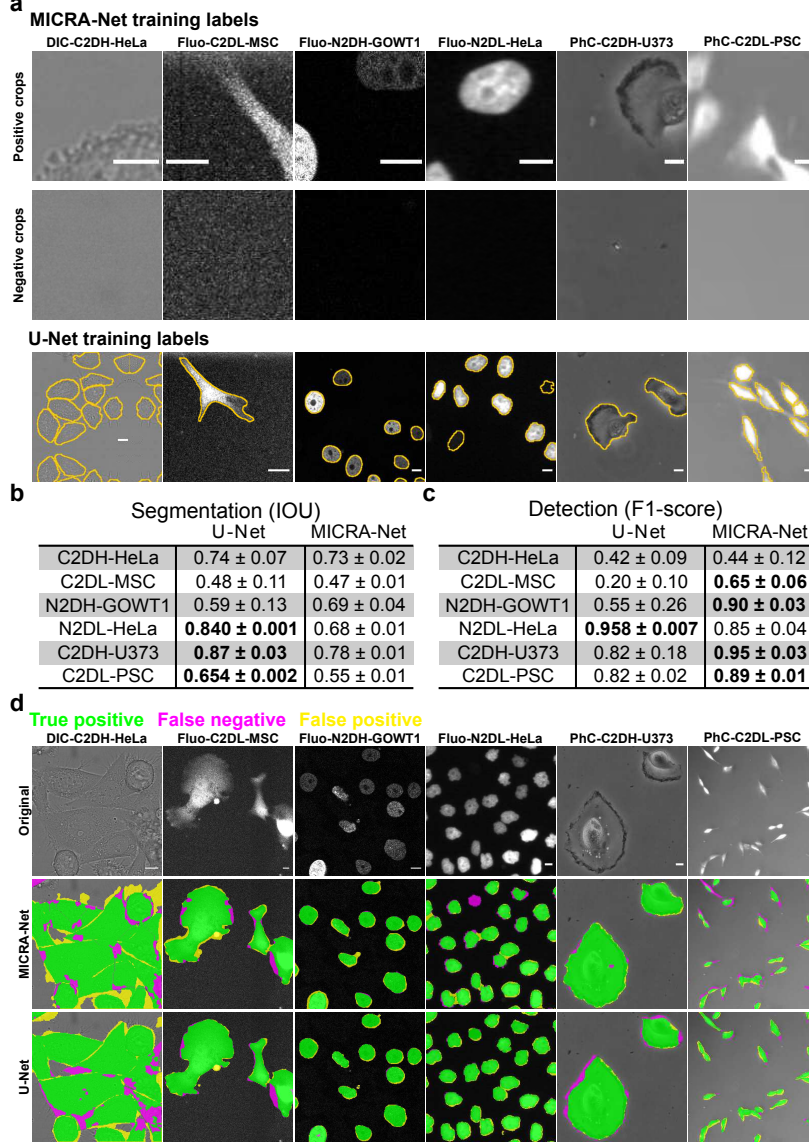 a
MICRA-Net training labels
DIC-C2DH-HeLa Fluo-C2DL-MSC Fluo-N2DH-GOWT1 Fluo-N2DL-HeLa PhC-C2DH-U373 PhC-C2DL-PSC
Positive crops
Negative crops
U-Net training labels
b
Segmentation (IOU)
U-Net MICRA-Net
C2DH-HeLa 0.74 ± 0.07 0.73 ± 0.02
C2DL-MSC 0.48 ± 0.11 0.47 ± 0.01
N2DH-GOWT1 0.59 ± 0.13 0.69 ± 0.04
N2DL-HeLa 0.840 ± 0.001 0.68 ± 0.01
C2DH-U373 0.87 ± 0.03 0.78 ± 0.01
C2DL-PSC 0.654 ± 0.002 0.55 ± 0.01
c
Detection (F1-score)
U-Net MICRA-Net
C2DH-HeLa 0.42 ± 0.09 0.44 ± 0.12
C2DL-MSC 0.20 ± 0.10 0.65 ± 0.06
N2DH-GOWT1 0.55 ± 0.26 0.90 ± 0.03
N2DL-HeLa 0.958 ± 0.007 0.85 ± 0.04
C2DH-U373 0.82 ± 0.18 0.95 ± 0.03
C2DL-PSC 0.82 ± 0.02 0.89 ± 0.01
d
True positive False negative False positive
DIC-C2DH-HeLa Fluo-C2DL-MSC Fluo-N2DH-GOWT1 Fluo-N2DL-HeLa PhC-C2DH-U373 PhC-C2DL-PSC
Original
MICRA-Net
U-Net